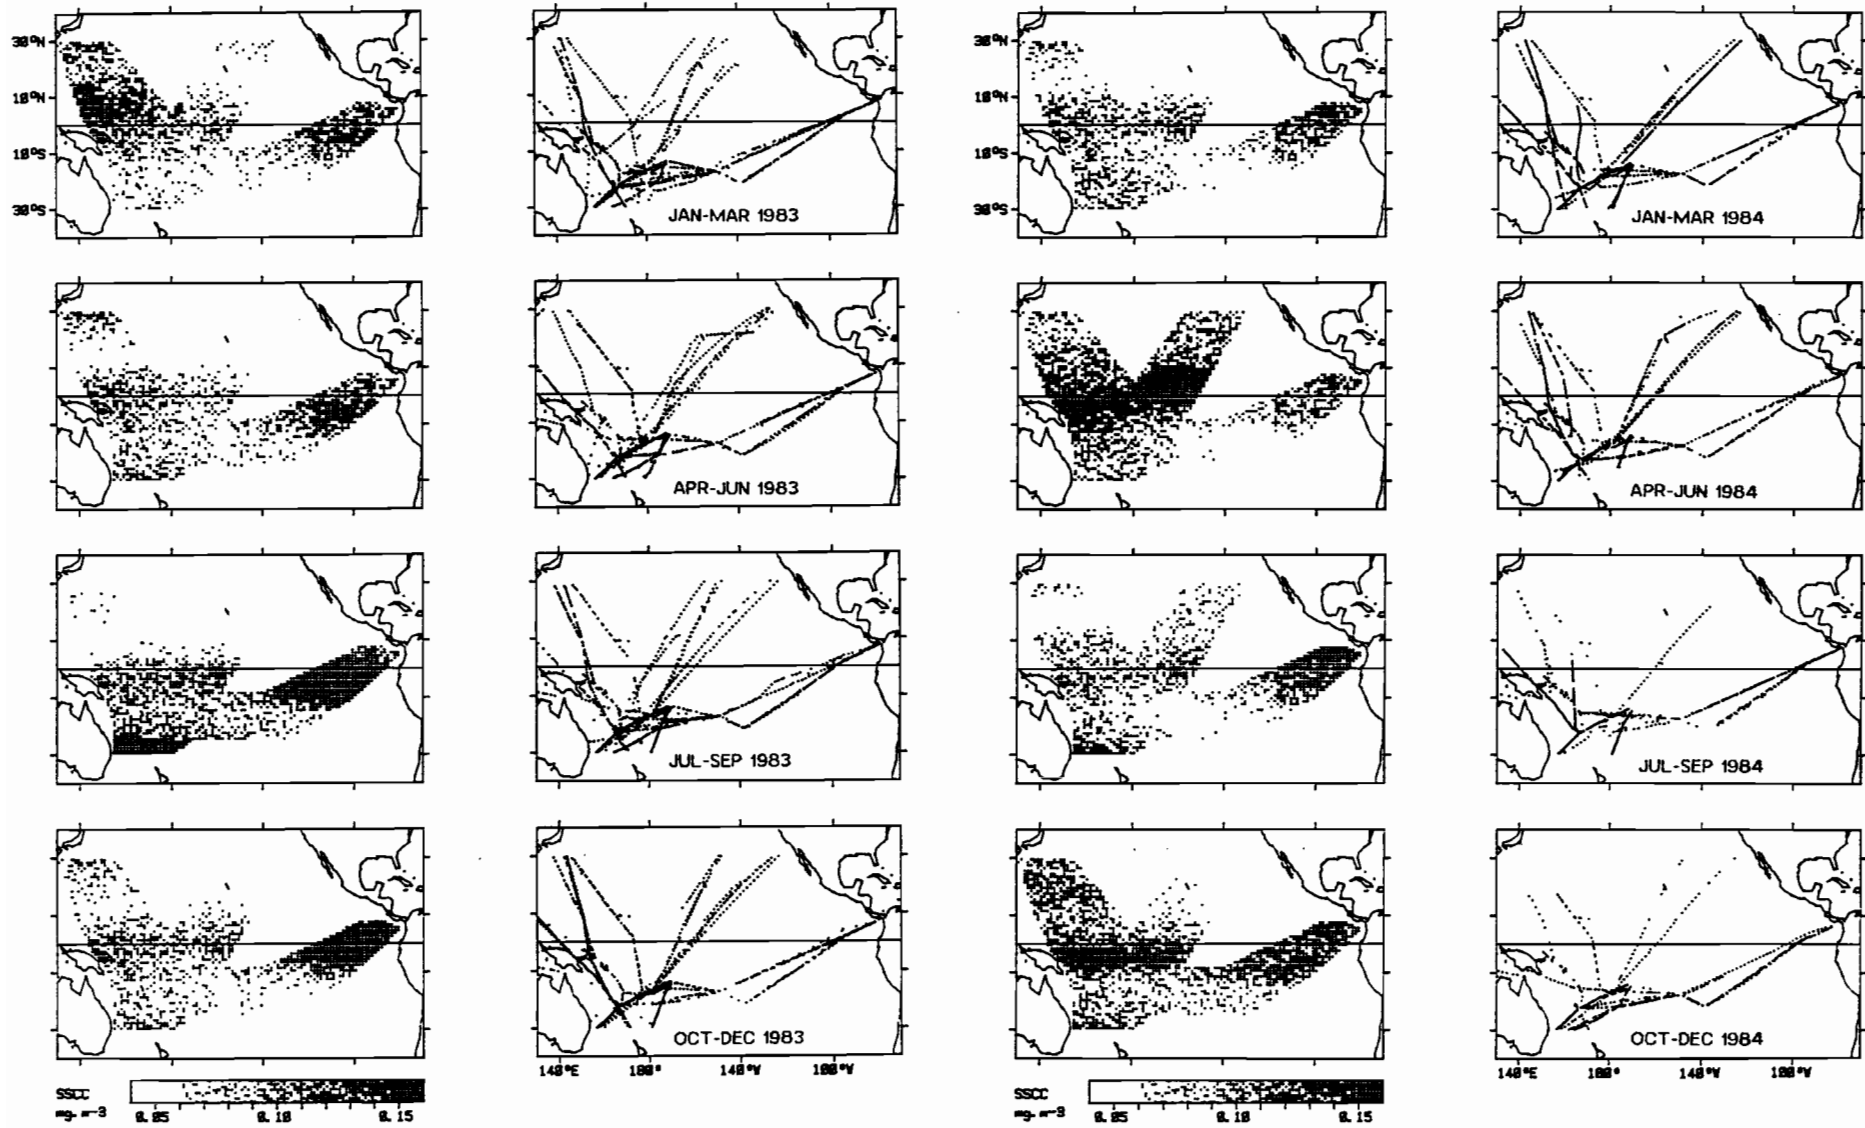 30°N
10°N
10°S
30°S
JAN-MAR 1983
30°N
10°N
10°S
30°S
JAN-MAR 1984
APR-JUN 1983
APR-JUN 1984
JUL-SEP 1983
JUL-SEP 1984
OCT-DEC 1983
OCT-DEC 1984
140°E 180° 140°W 100°W
140°E 180° 140°W 100°W
SSCC
mg.m-3
0.05 0.10 0.15
SSCC
mg.m-3
0.05 0.10 0.15